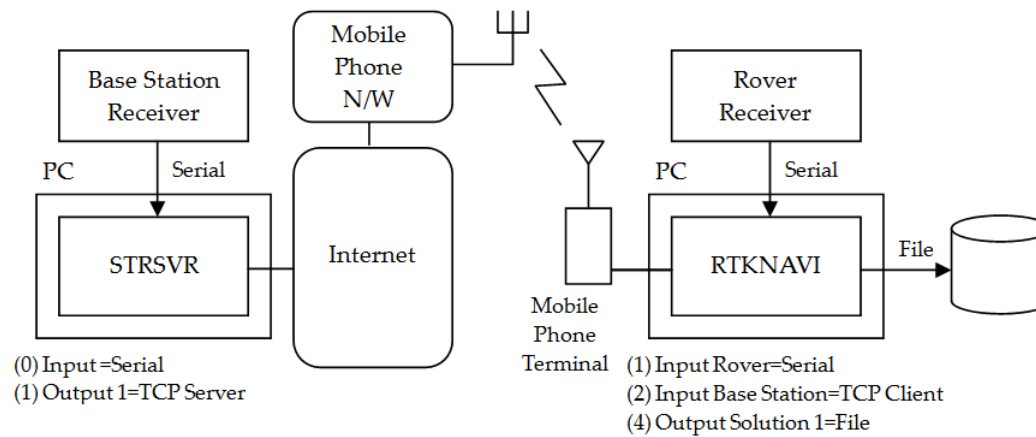 Base Station
Receiver
PC
Serial
STRSVR
(0) Input =Serial
(1) Output 1=TCP Server
Mobile
Phone
N/W
Internet
Mobile
Phone
Terminal
Rover
Receiver
PC
Serial
RTKNAVI
File
(1) Input Rover=Serial
(2) Input Base Station=TCP Client
(4) Output Solution 1=File